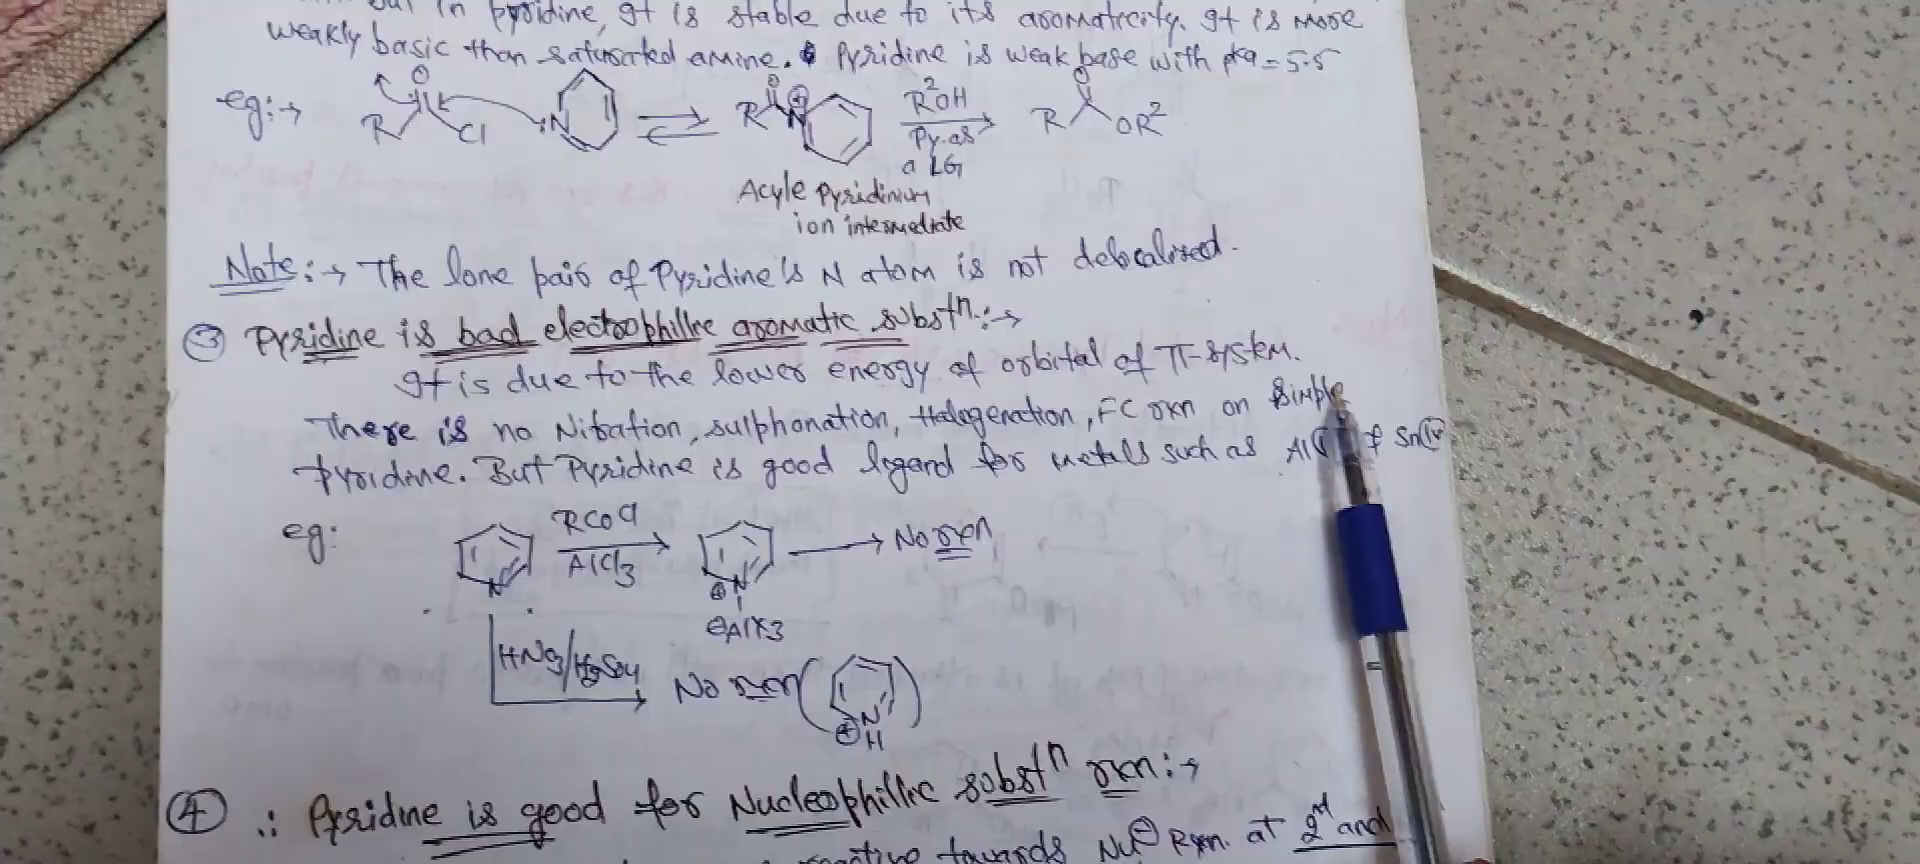 but in pyridine, It is stable due to its aromaticity. It is more
weakly basic than saturated amine. Pyridine is weak base with pka = 5.5
eg:→ R O Cl :N ⇌ R O N⊕ R²OH Py. as a LG → R O OR²
Acyle Pyridinium
ion intermediate
Note:→ The lone pair of Pyridine's N atom is not delocalised.
③ Pyridine is bad electrophillic aromatic substⁿ:→
It is due to the lower energy of orbital of π-system.
There is no Nitration, sulphonation, Halogenation, FC rxn on simple
pyridine. But Pyridine is good ligand for metals such as Al & Sn(IV)
eg: N RCOCl AlCl3 → ⊕N ⊖AlX3 → No rxn
HNO3/H2SO4 → No rxn (⊕N H)
④ ∴ Pyridine is good for Nucleophillic substⁿ rxn:→
towards Nu⊖ Rxn. at 2nd and